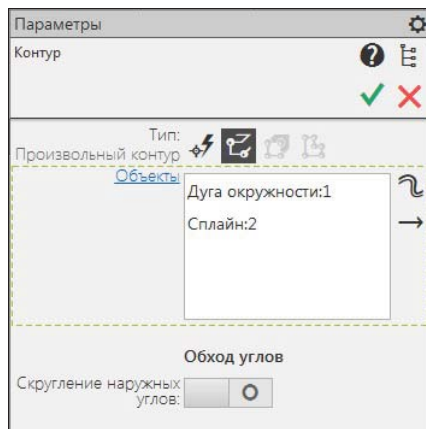 Параметры
Контур
Тип:
Произвольный контур
Объекты
Дуга окружности:1
Сплайн:2
Обход углов
Скругление наружных
углов: